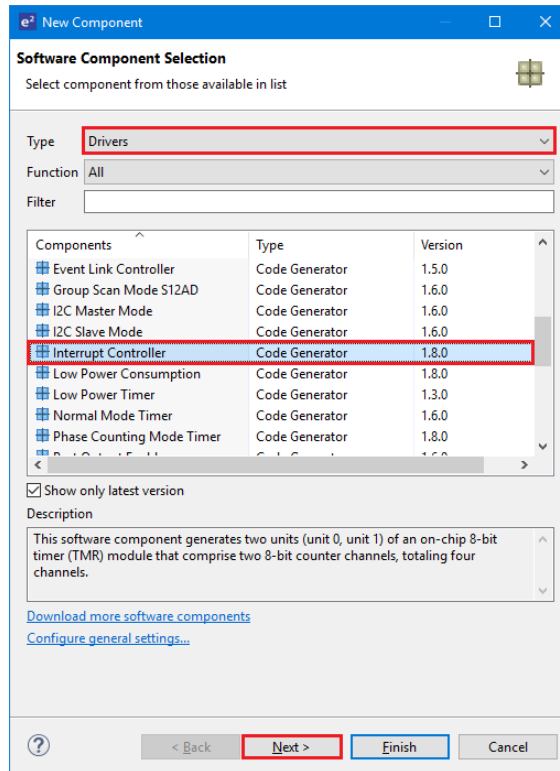 e² New Component
Software Component Selection
Select component from those available in list
Type Drivers
Function All
Filter
Components Type Version
Event Link Controller Code Generator 1.5.0
Group Scan Mode S12AD Code Generator 1.6.0
I2C Master Mode Code Generator 1.6.0
I2C Slave Mode Code Generator 1.6.0
Interrupt Controller Code Generator 1.8.0
Low Power Consumption Code Generator 1.8.0
Low Power Timer Code Generator 1.3.0
Normal Mode Timer Code Generator 1.6.0
Phase Counting Mode Timer Code Generator 1.8.0
Show only latest version
Description
This software component generates two units (unit 0, unit 1) of an on-chip 8-bit
timer (TMR) module that comprise two 8-bit counter channels, totaling four
channels.
Download more software components
Configure general settings...
? < Back Next > Finish Cancel